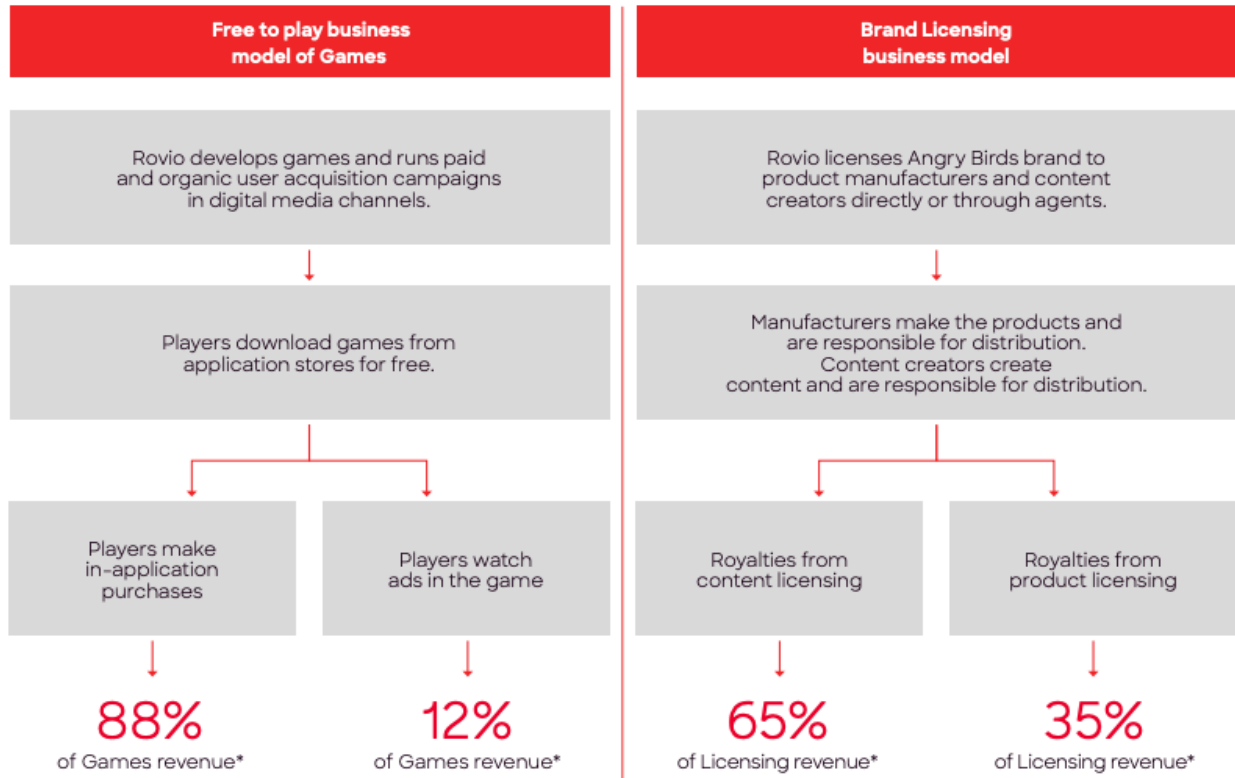 Free to play business
model of Games
Rovio develops games and runs paid
and organic user acquisition campaigns
in digital media channels.
Players download games from
application stores for free.
Players make
in-application
purchases
Players watch
ads in the game
88%
of Games revenue*
12%
of Games revenue*
Brand Licensing
business model
Rovio licenses Angry Birds brand to
product manufacturers and content
creators directly or through agents.
Manufacturers make the products and
are responsible for distribution.
Content creators create
content and are responsible for distribution.
Royalties from
content licensing
Royalties from
product licensing
65%
of Licensing revenue*
35%
of Licensing revenue*